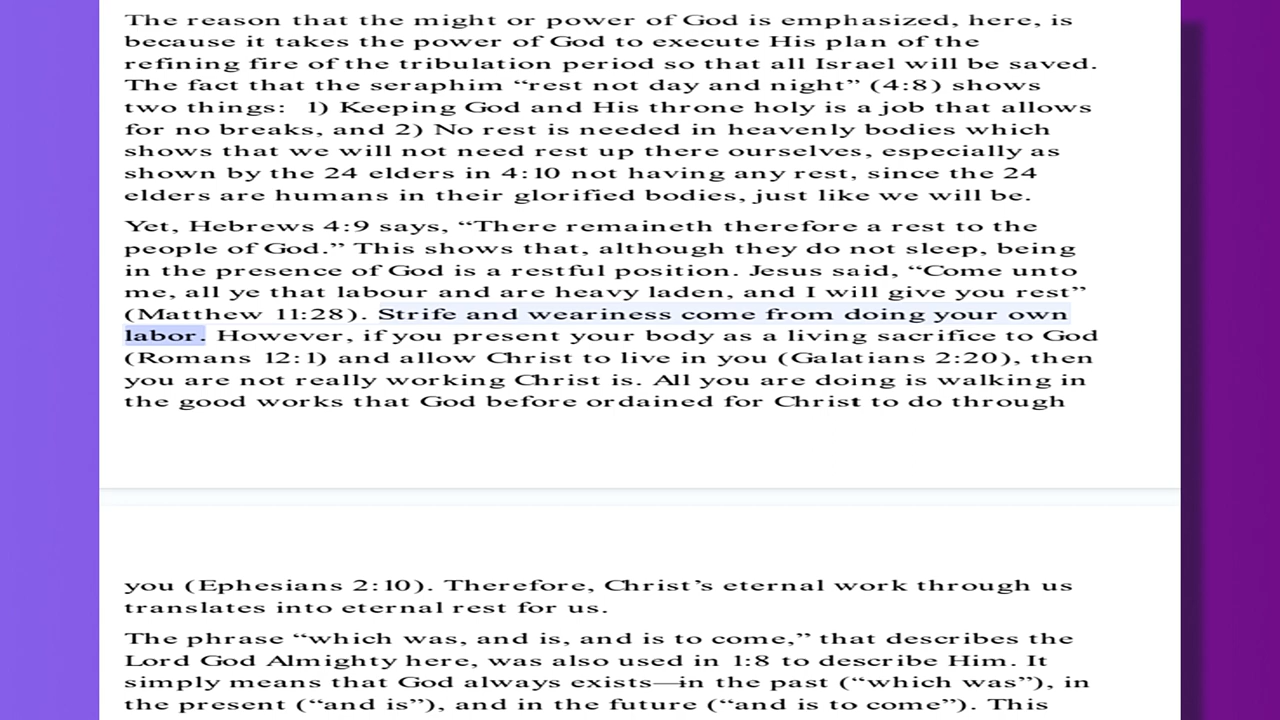 The reason that the might or power of God is emphasized, here, is
because it takes the power of God to execute His plan of the
refining fire of the tribulation period so that all Israel will be saved.
The fact that the seraphim “rest not day and night” (4:8) shows
two things:  1) Keeping God and His throne holy is a job that allows
for no breaks, and 2) No rest is needed in heavenly bodies which
shows that we will not need rest up there ourselves, especially as
shown by the 24 elders in 4:10 not having any rest, since the 24
elders are humans in their glorified bodies, just like we will be.
Yet, Hebrews 4:9 says, “There remaineth therefore a rest to the
people of God.” This shows that, although they do not sleep, being
in the presence of God is a restful position. Jesus said, “Come unto
me, all ye that labour and are heavy laden, and I will give you rest”
(Matthew 11:28). Strife and weariness come from doing your own
labor. However, if you present your body as a living sacrifice to God
(Romans 12:1) and allow Christ to live in you (Galatians 2:20), then
you are not really working Christ is. All you are doing is walking in
the good works that God before ordained for Christ to do through
you (Ephesians 2:10). Therefore, Christ’s eternal work through us
translates into eternal rest for us.
The phrase “which was, and is, and is to come,” that describes the
Lord God Almighty here, was also used in 1:8 to describe Him. It
simply means that God always exists—in the past (“which was”), in
the present (“and is”), and in the future (“and is to come”). This